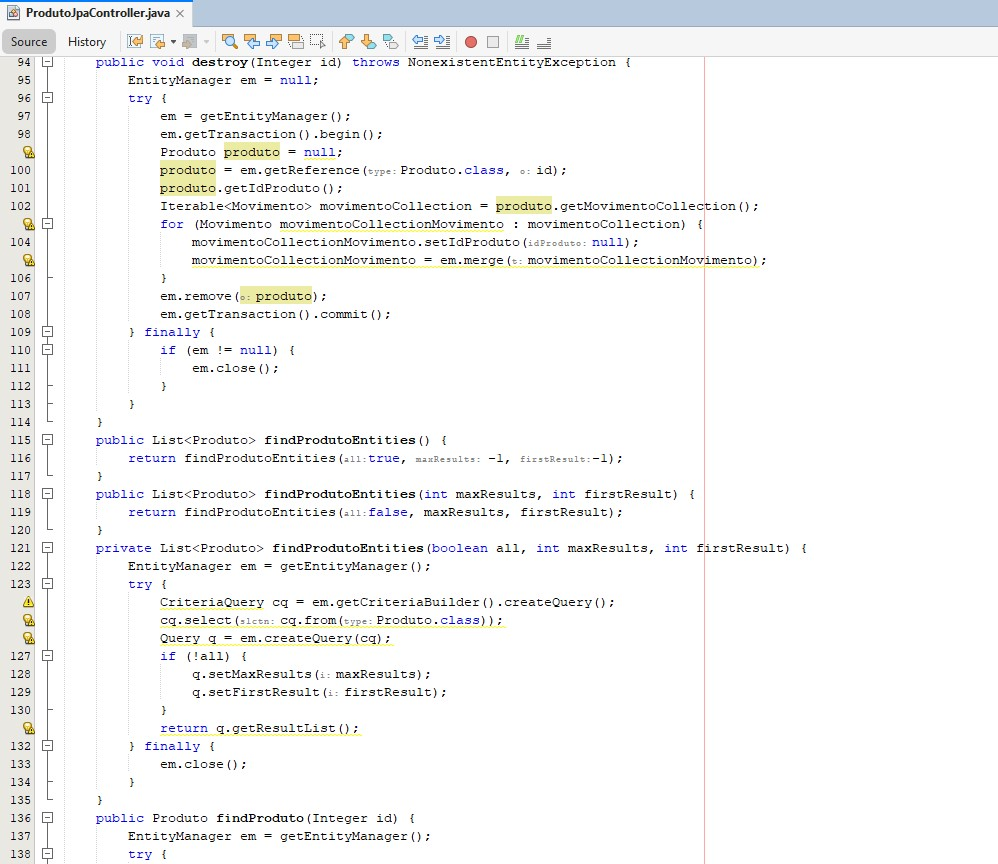 ProdutoJpaController.java ×
Source History
94 public void destroy(Integer id) throws NonexistentEntityException {
95 EntityManager em = null;
96 try {
97 em = getEntityManager();
98 em.getTransaction().begin();
Produto produto = null;
100 produto = em.getReference(type: Produto.class, o: id);
101 produto.getIdProduto();
102 Iterable<Movimento> movimentoCollection = produto.getMovimentoCollection();
for (Movimento movimentoCollectionMovimento : movimentoCollection) {
104 movimentoCollectionMovimento.setIdProduto(idProduto: null);
movimentoCollectionMovimento = em.merge(t: movimentoCollectionMovimento);
106 }
107 em.remove(o: produto);
108 em.getTransaction().commit();
109 } finally {
110 if (em != null) {
111 em.close();
112 }
113 }
114 }
115 public List<Produto> findProdutoEntities() {
116 return findProdutoEntities(all:true, maxResults: -1, firstResult:-1);
117 }
118 public List<Produto> findProdutoEntities(int maxResults, int firstResult) {
119 return findProdutoEntities(all:false, maxResults, firstResult);
120 }
121 private List<Produto> findProdutoEntities(boolean all, int maxResults, int firstResult) {
122 EntityManager em = getEntityManager();
123 try {
CriteriaQuery cq = em.getCriteriaBuilder().createQuery();
cq.select(slctn: cq.from(type: Produto.class));
Query q = em.createQuery(cq);
127 if (!all) {
128 q.setMaxResults(i: maxResults);
129 q.setFirstResult(i: firstResult);
130 }
return q.getResultList();
132 } finally {
133 em.close();
134 }
135 }
136 public Produto findProduto(Integer id) {
137 EntityManager em = getEntityManager();
138 try {